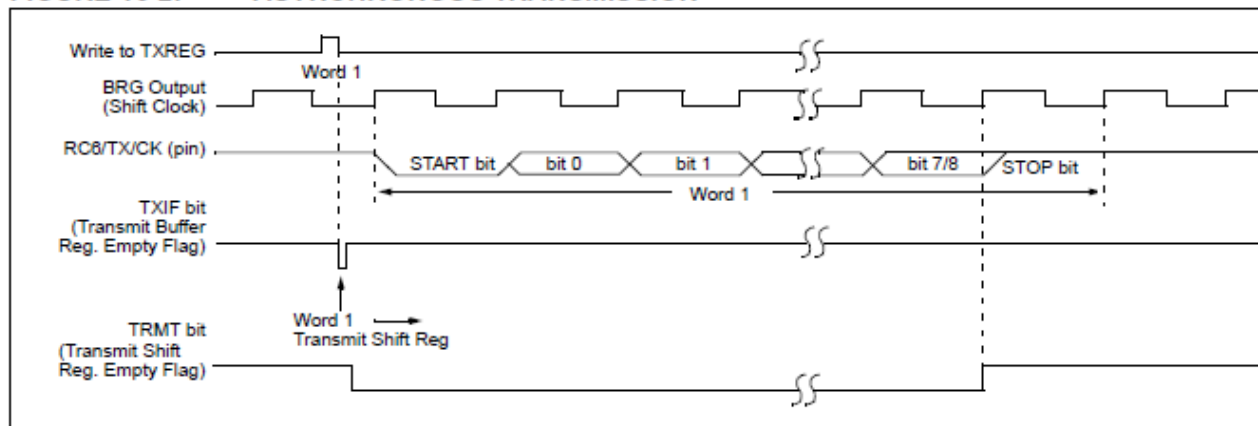 Write to TXREG
Word 1
BRG Output
(Shift Clock)
RC6/TX/CK (pin)
START bit
bit 0
bit 1
bit 7/8
STOP bit
Word 1
TXIF bit
(Transmit Buffer
Reg. Empty Flag)
Word 1
Transmit Shift Reg
TRMT bit
(Transmit Shift
Reg. Empty Flag)